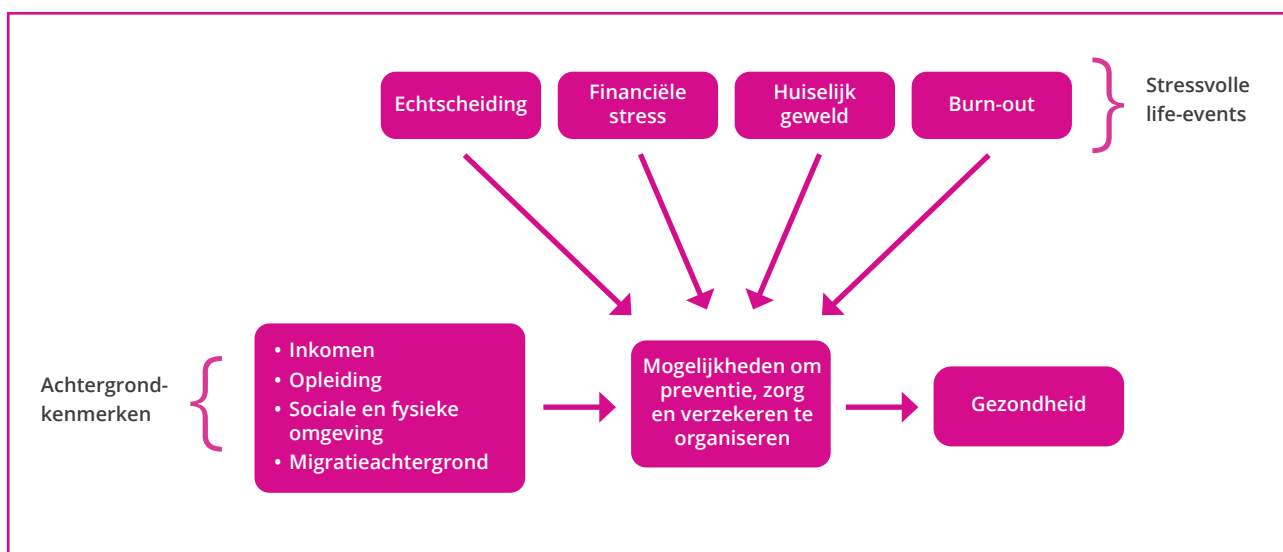 Echtscheiding
Financiële
stress
Huiselijk
geweld
Burn-out
Stressvolle
life-events
Achtergrond-
kenmerken
• Inkomen
• Opleiding
• Sociale en fysieke
omgeving
• Migratieachtergrond
Mogelijkheden om
preventie, zorg
en verzekeren te
organiseren
Gezondheid